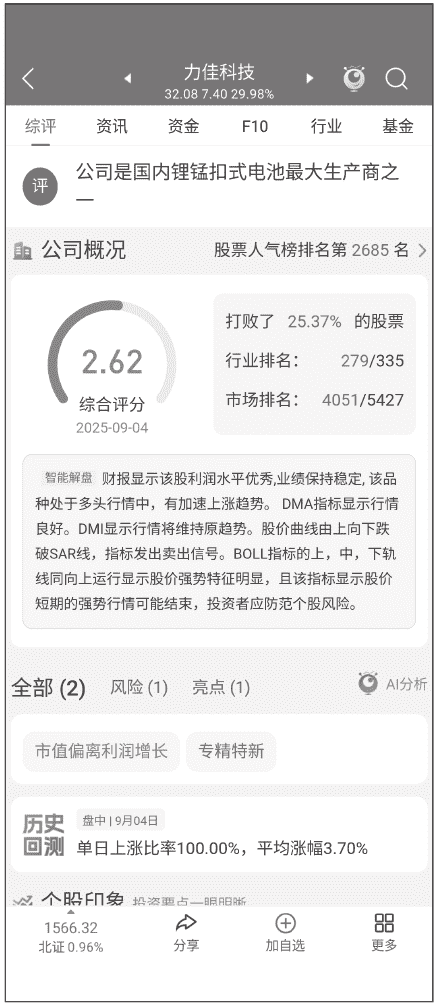 力佳科技
32.08 7.40 29.98%
综评 资讯 资金 F10 行业 基金
评
公司是国内锂锰扣式电池最大生产商之
一
公司概况 股票人气榜排名第 2685 名
2.62
综合评分
2025-09-04
打败了 25.37% 的股票
行业排名： 279/335
市场排名： 4051/5427
智能解盘 财报显示该股利润水平优秀,业绩保持稳定, 该品
种处于多头行情中，有加速上涨趋势。 DMA指标显示行情
良好。DMI显示行情将维持原趋势。股价曲线由上向下跌
破SAR线，指标发出卖出信号。BOLL指标的上，中，下轨
线同向上运行显示股价强势特征明显，且该指标显示股价
短期的强势行情可能结束，投资者应防范个股风险。
全部 (2) 风险 (1) 亮点 (1) AI分析
市值偏离利润增长 专精特新
历史
回测
盘中 | 9月04日
单日上涨比率100.00%，平均涨幅3.70%
个股印象 投资要点一眼明晰
1566.32
北证 0.96%
分享
加自选
更多